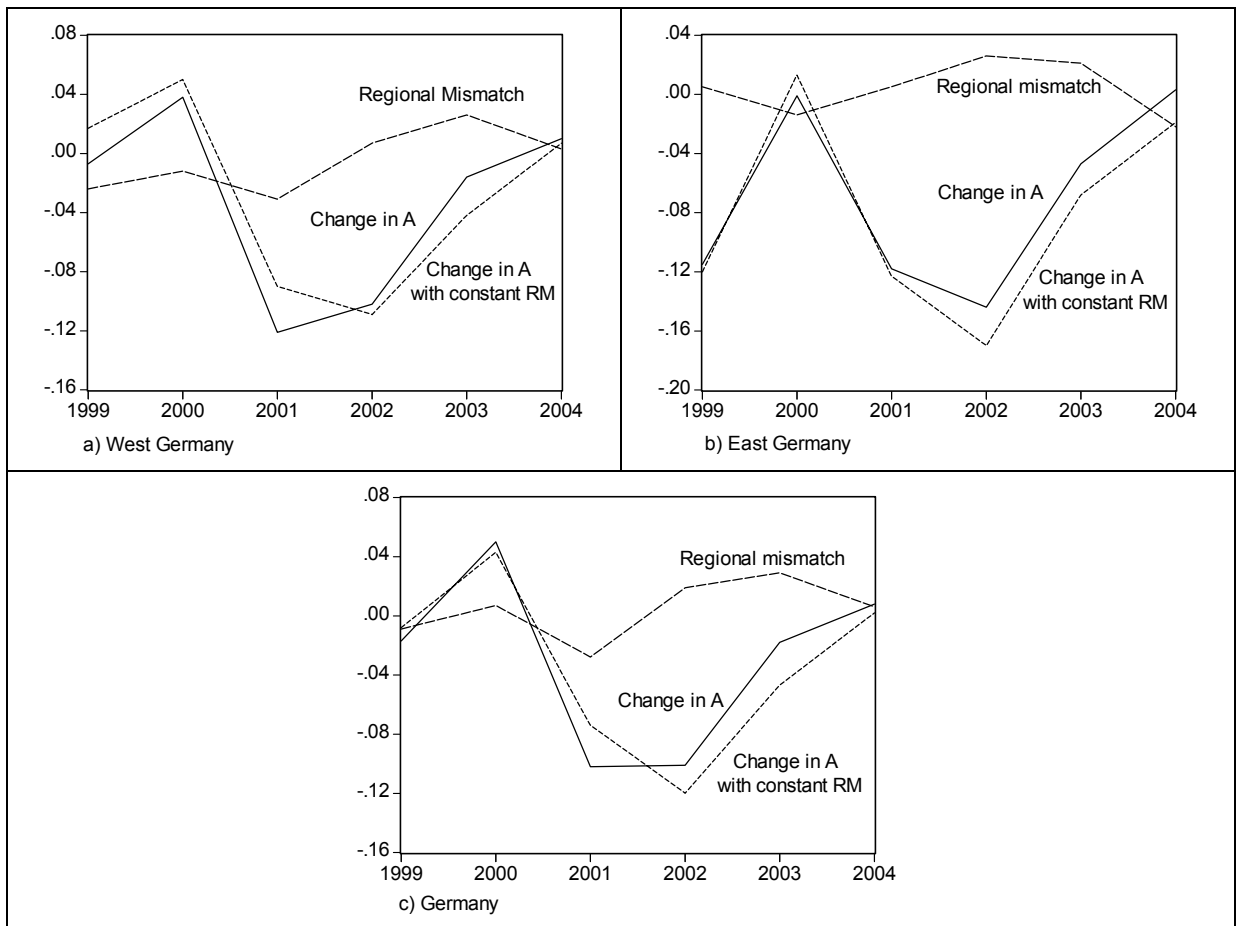 .08
.04
.00
-.04
-.08
-.12
-.16
Regional Mismatch
Change in A
Change in A
with constant RM
1999 2000 2001 2002 2003 2004
a) West Germany
.04
.00
-.04
-.08
-.12
-.16
-.20
Regional mismatch
Change in A
Change in A
with constant RM
1999 2000 2001 2002 2003 2004
b) East Germany
.08
.04
.00
-.04
-.08
-.12
-.16
Regional mismatch
Change in A
Change in A
with constant RM
1999 2000 2001 2002 2003 2004
c) Germany